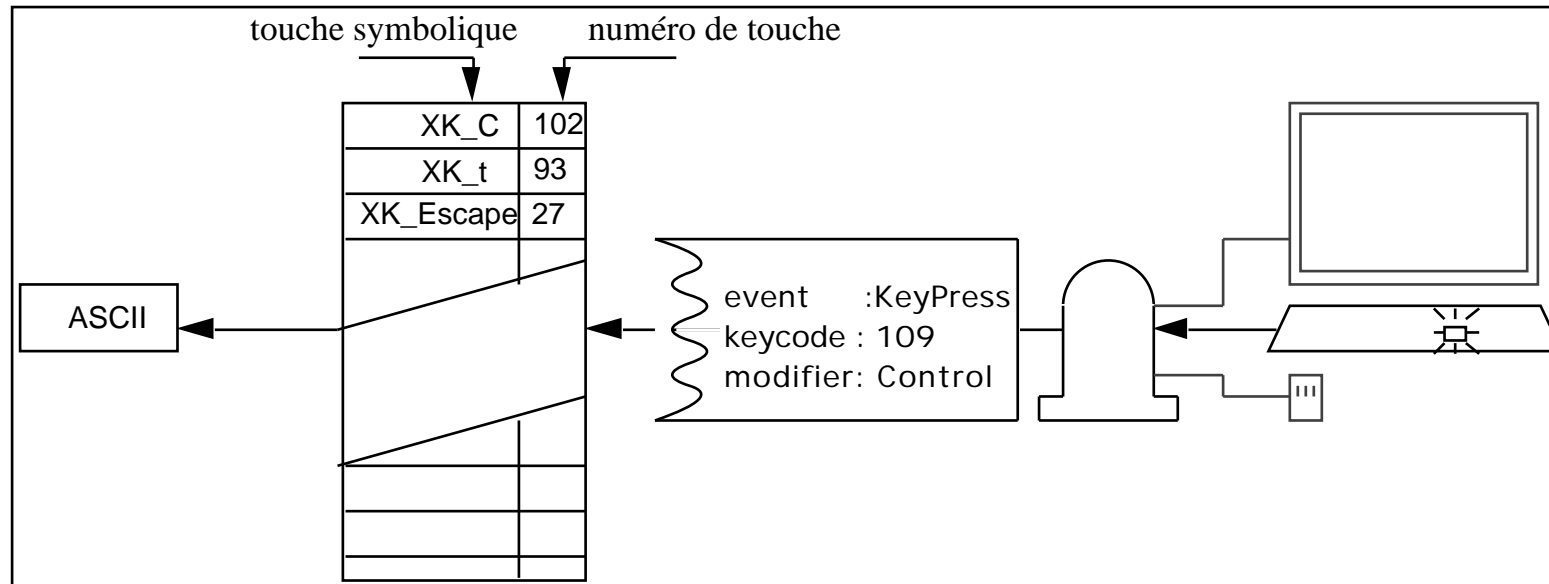 touche symbolique numéro de touche
XK_C 102
XK_t 93
XK_Escape 27
ASCII
event :KeyPress
keycode : 109
modifier: Control